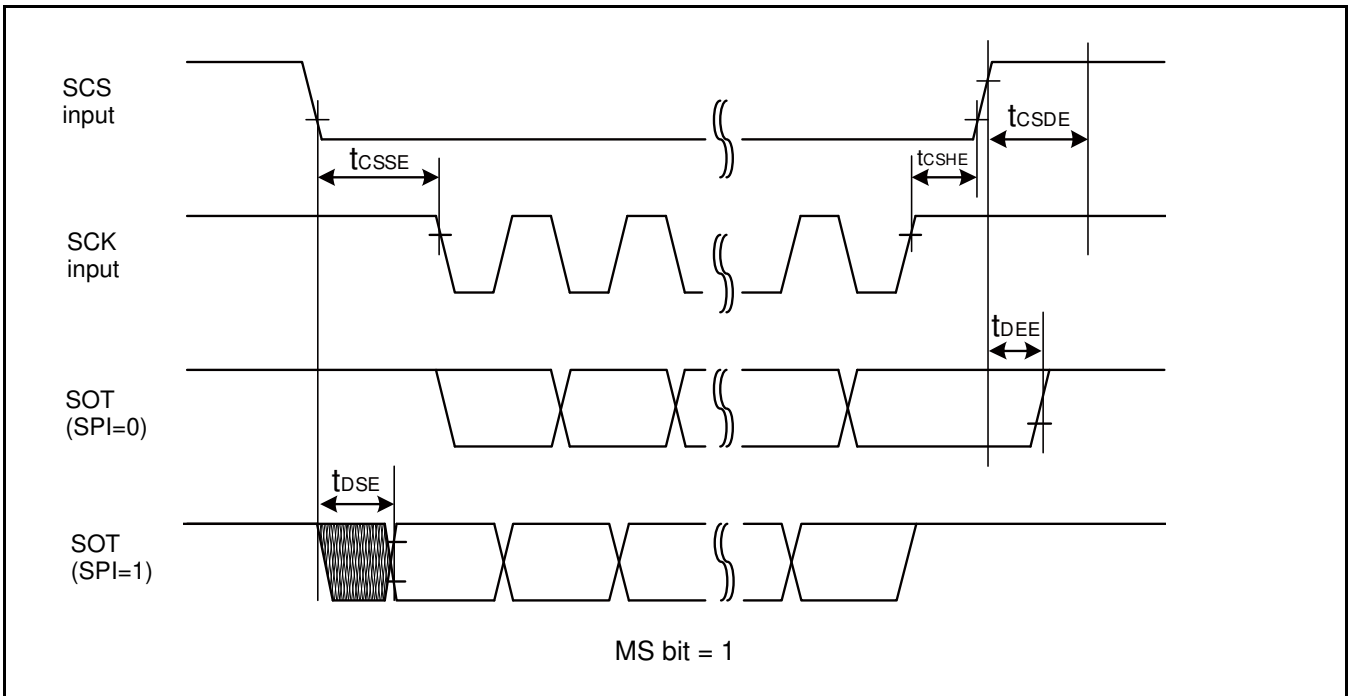 SCS
input
tCSDE
tCSSE
tCSHE
SCK
input
tDEE
SOT
(SPI=0)
tDSE
SOT
(SPI=1)
MS bit = 1